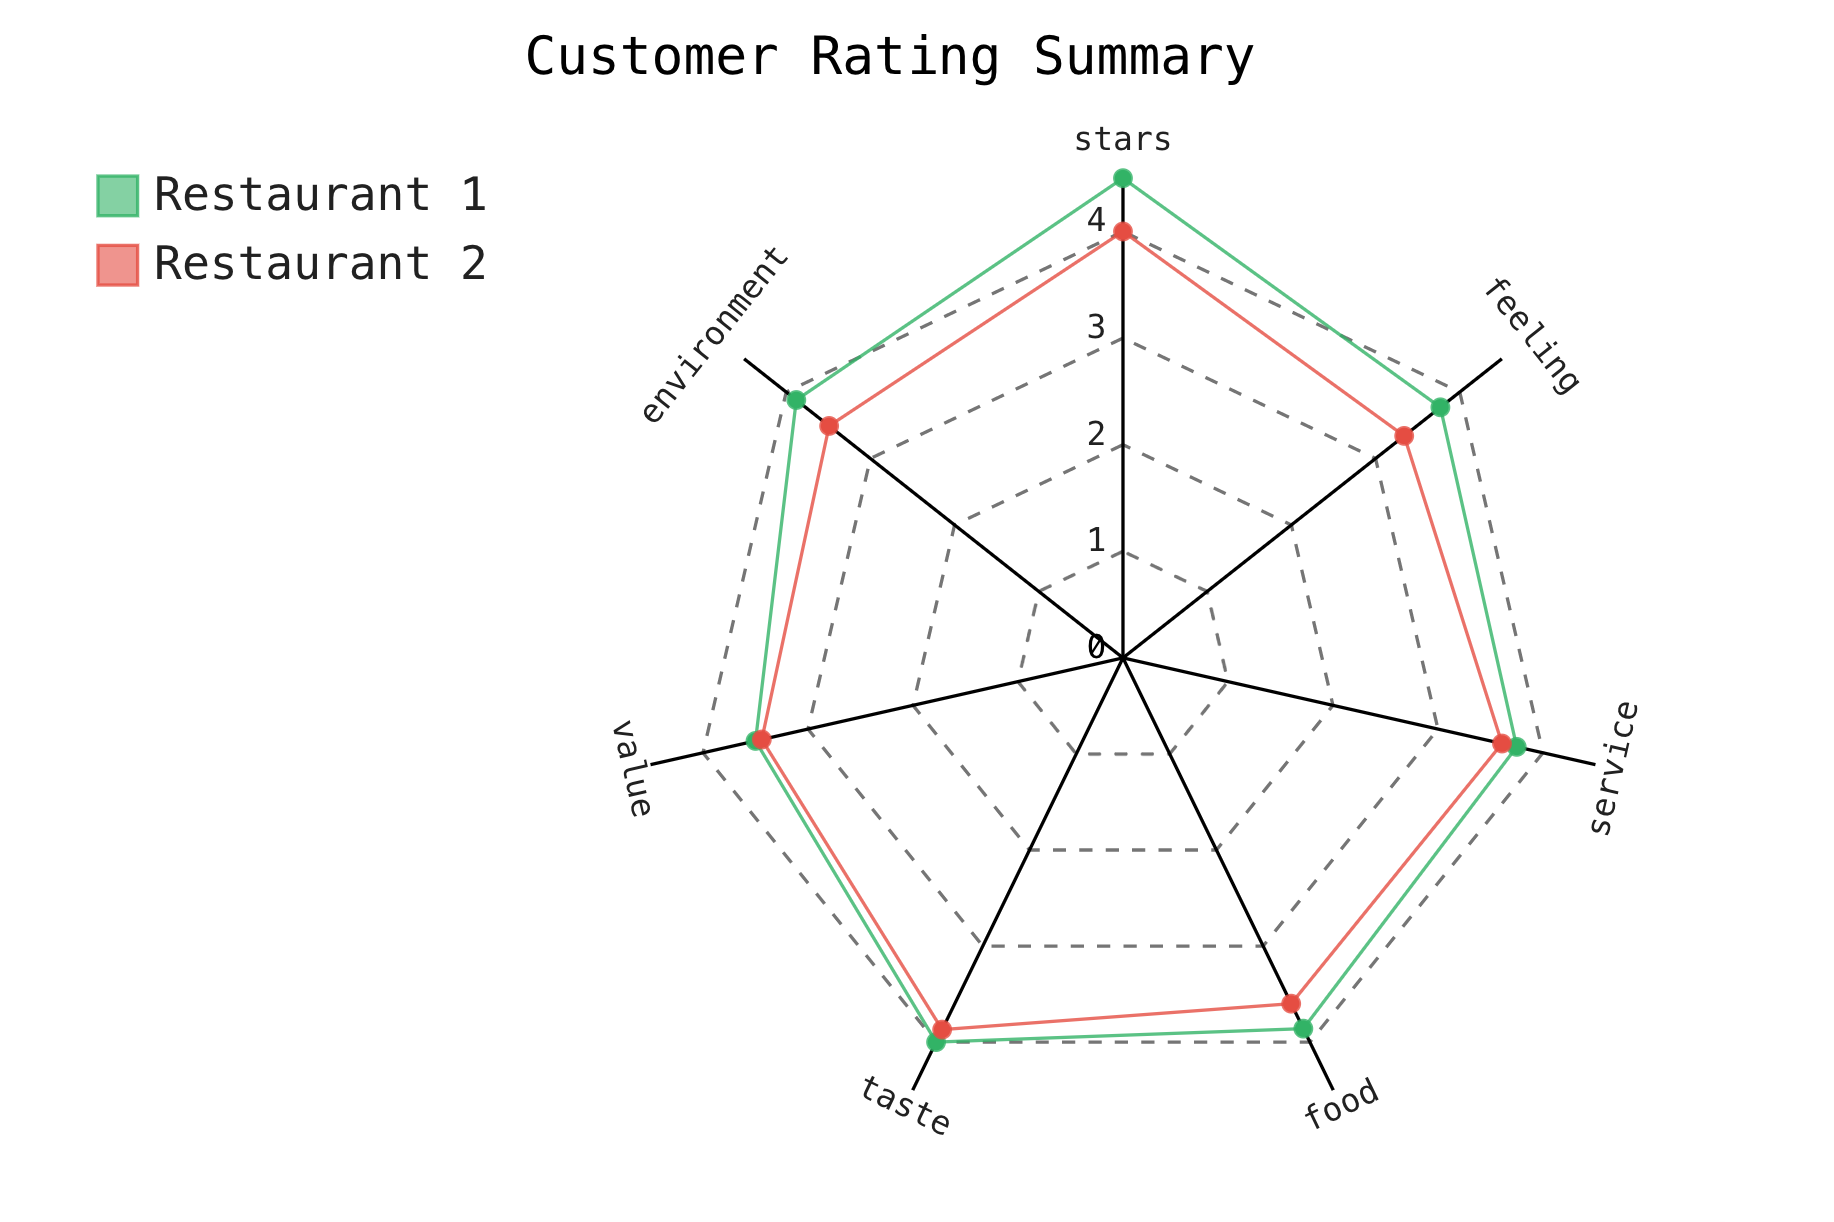 Customer Rating Summary
Restaurant 1
Restaurant 2
stars
feeling
environment
4
3
2
1
0
value
service
taste
food